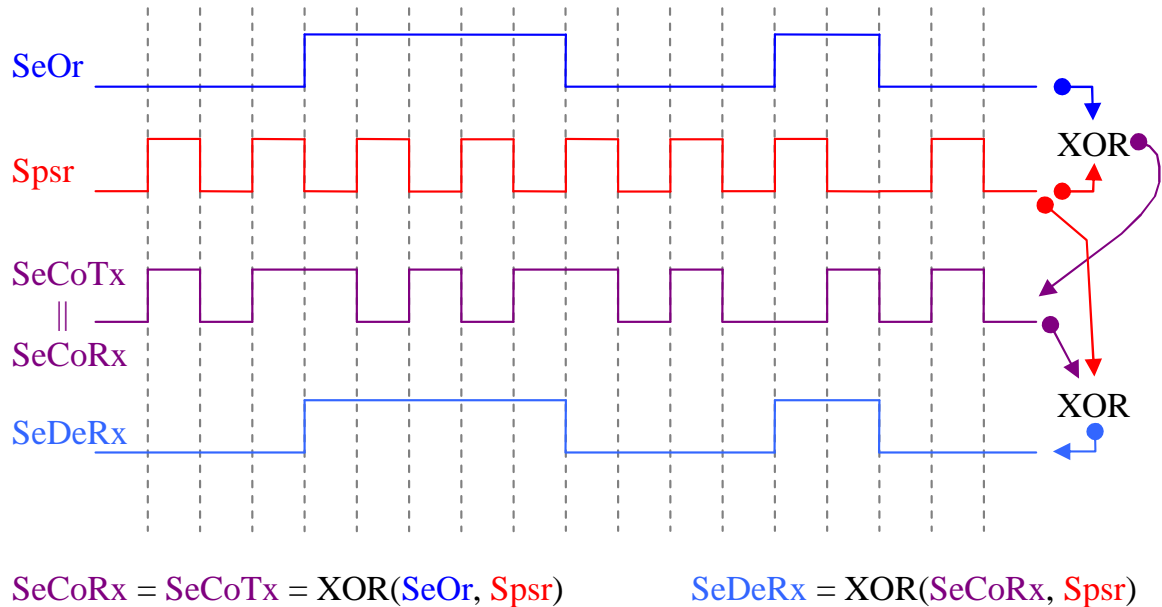 SeOr
Spsr
XOR
SeCoTx
||
SeCoRx
XOR
SeDeRx
SeCoRx = SeCoTx = XOR(SeOr, Spsr)
SeDeRx = XOR(SeCoRx, Spsr)